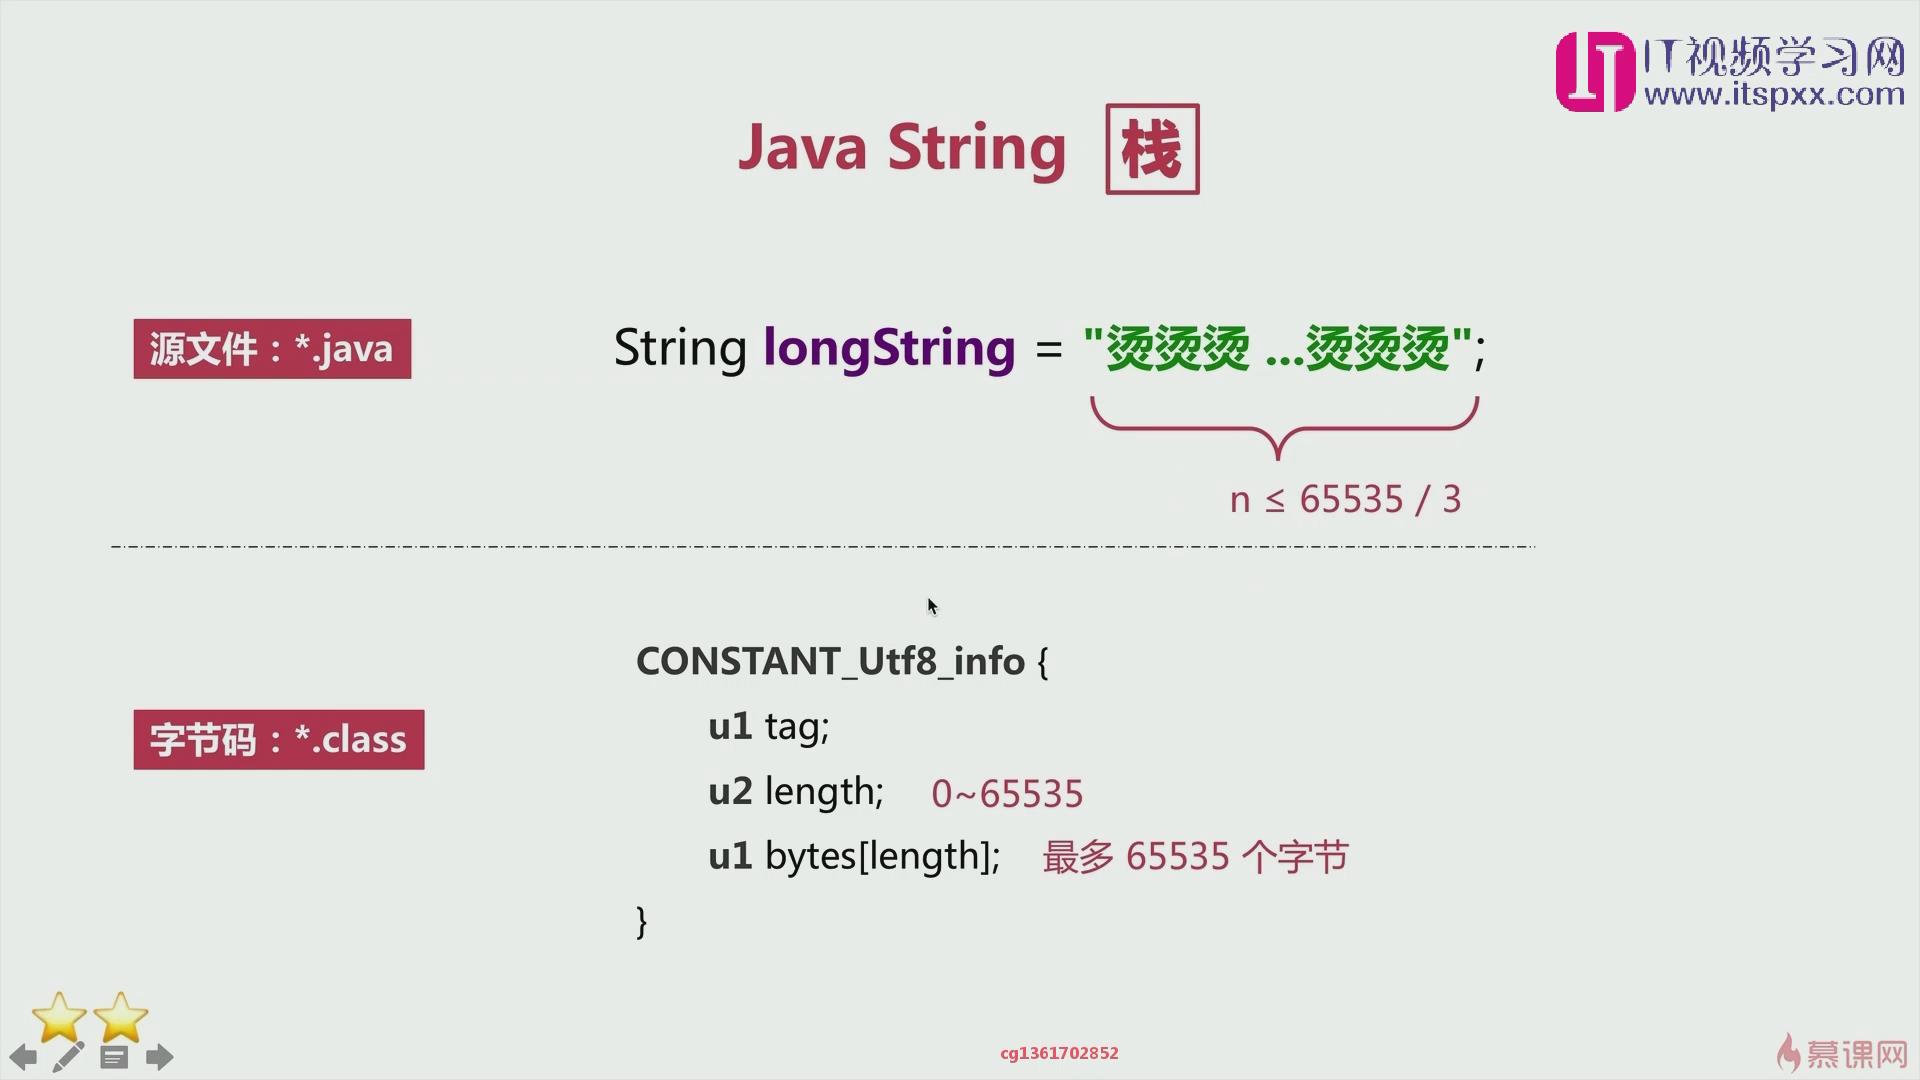 IT视频学习网
www.itspxx.com
Java String 栈
源文件：*.java
String longString = "烫烫烫 ...烫烫烫";
n ≤ 65535 / 3
CONSTANT_Utf8_info {
u1 tag;
字节码：*.class
u2 length; 0~65535
u1 bytes[length]; 最多 65535 个字节
}
cg1361702852
慕课网